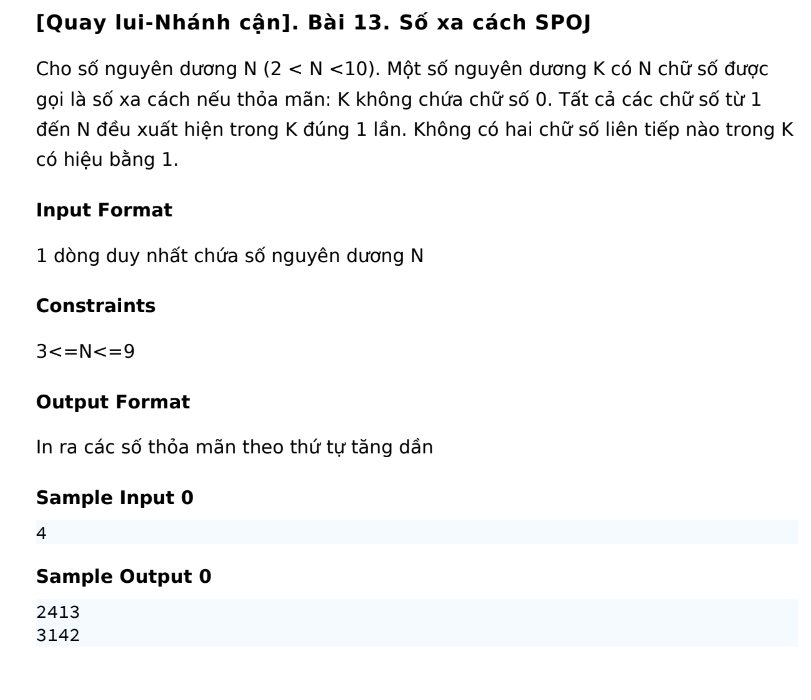 [Quay lui-Nhánh cận]. Bài 13. Số xa cách SPOJ
Cho số nguyên dương N (2 < N <10). Một số nguyên dương K có N chữ số được
gọi là số xa cách nếu thỏa mãn: K không chứa chữ số 0. Tất cả các chữ số từ 1
đến N đều xuất hiện trong K đúng 1 lần. Không có hai chữ số liên tiếp nào trong K
có hiệu bằng 1.
Input Format
1 dòng duy nhất chứa số nguyên dương N
Constraints
3<=N<=9
Output Format
In ra các số thỏa mãn theo thứ tự tăng dần
Sample Input 0
4
Sample Output 0
2413
3142